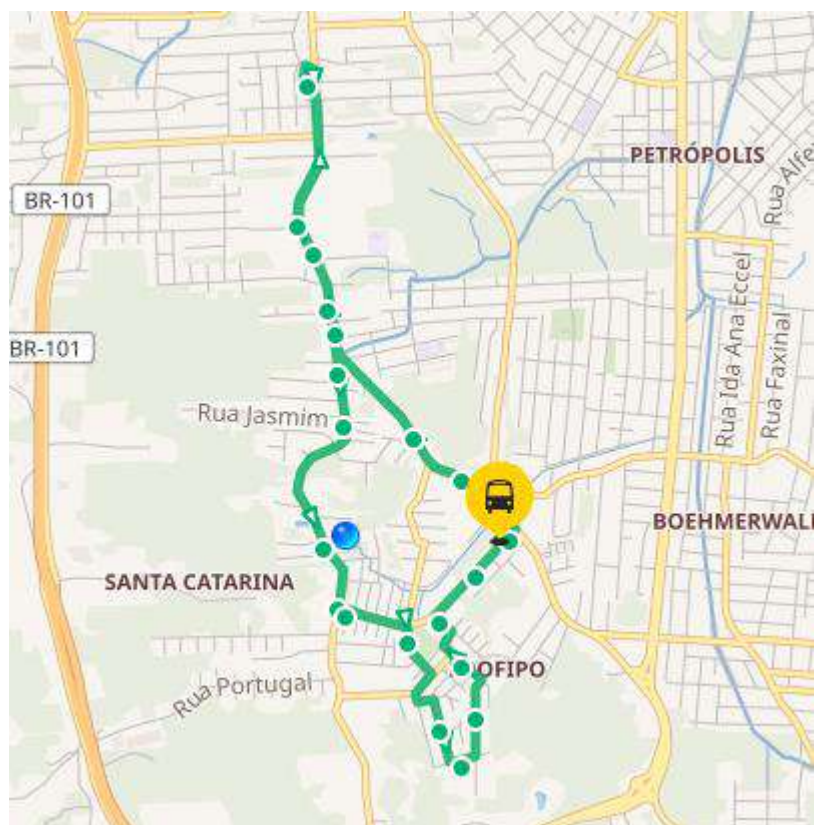 PETRÓPOLIS
Rua Alfe
BR-101
Rua Ida Ana Eccel
Rua Faxinal
BR-101
Rua Jasmim
BOEHMERWAL
SANTA CATARINA
OFIPO
Rua Portugal